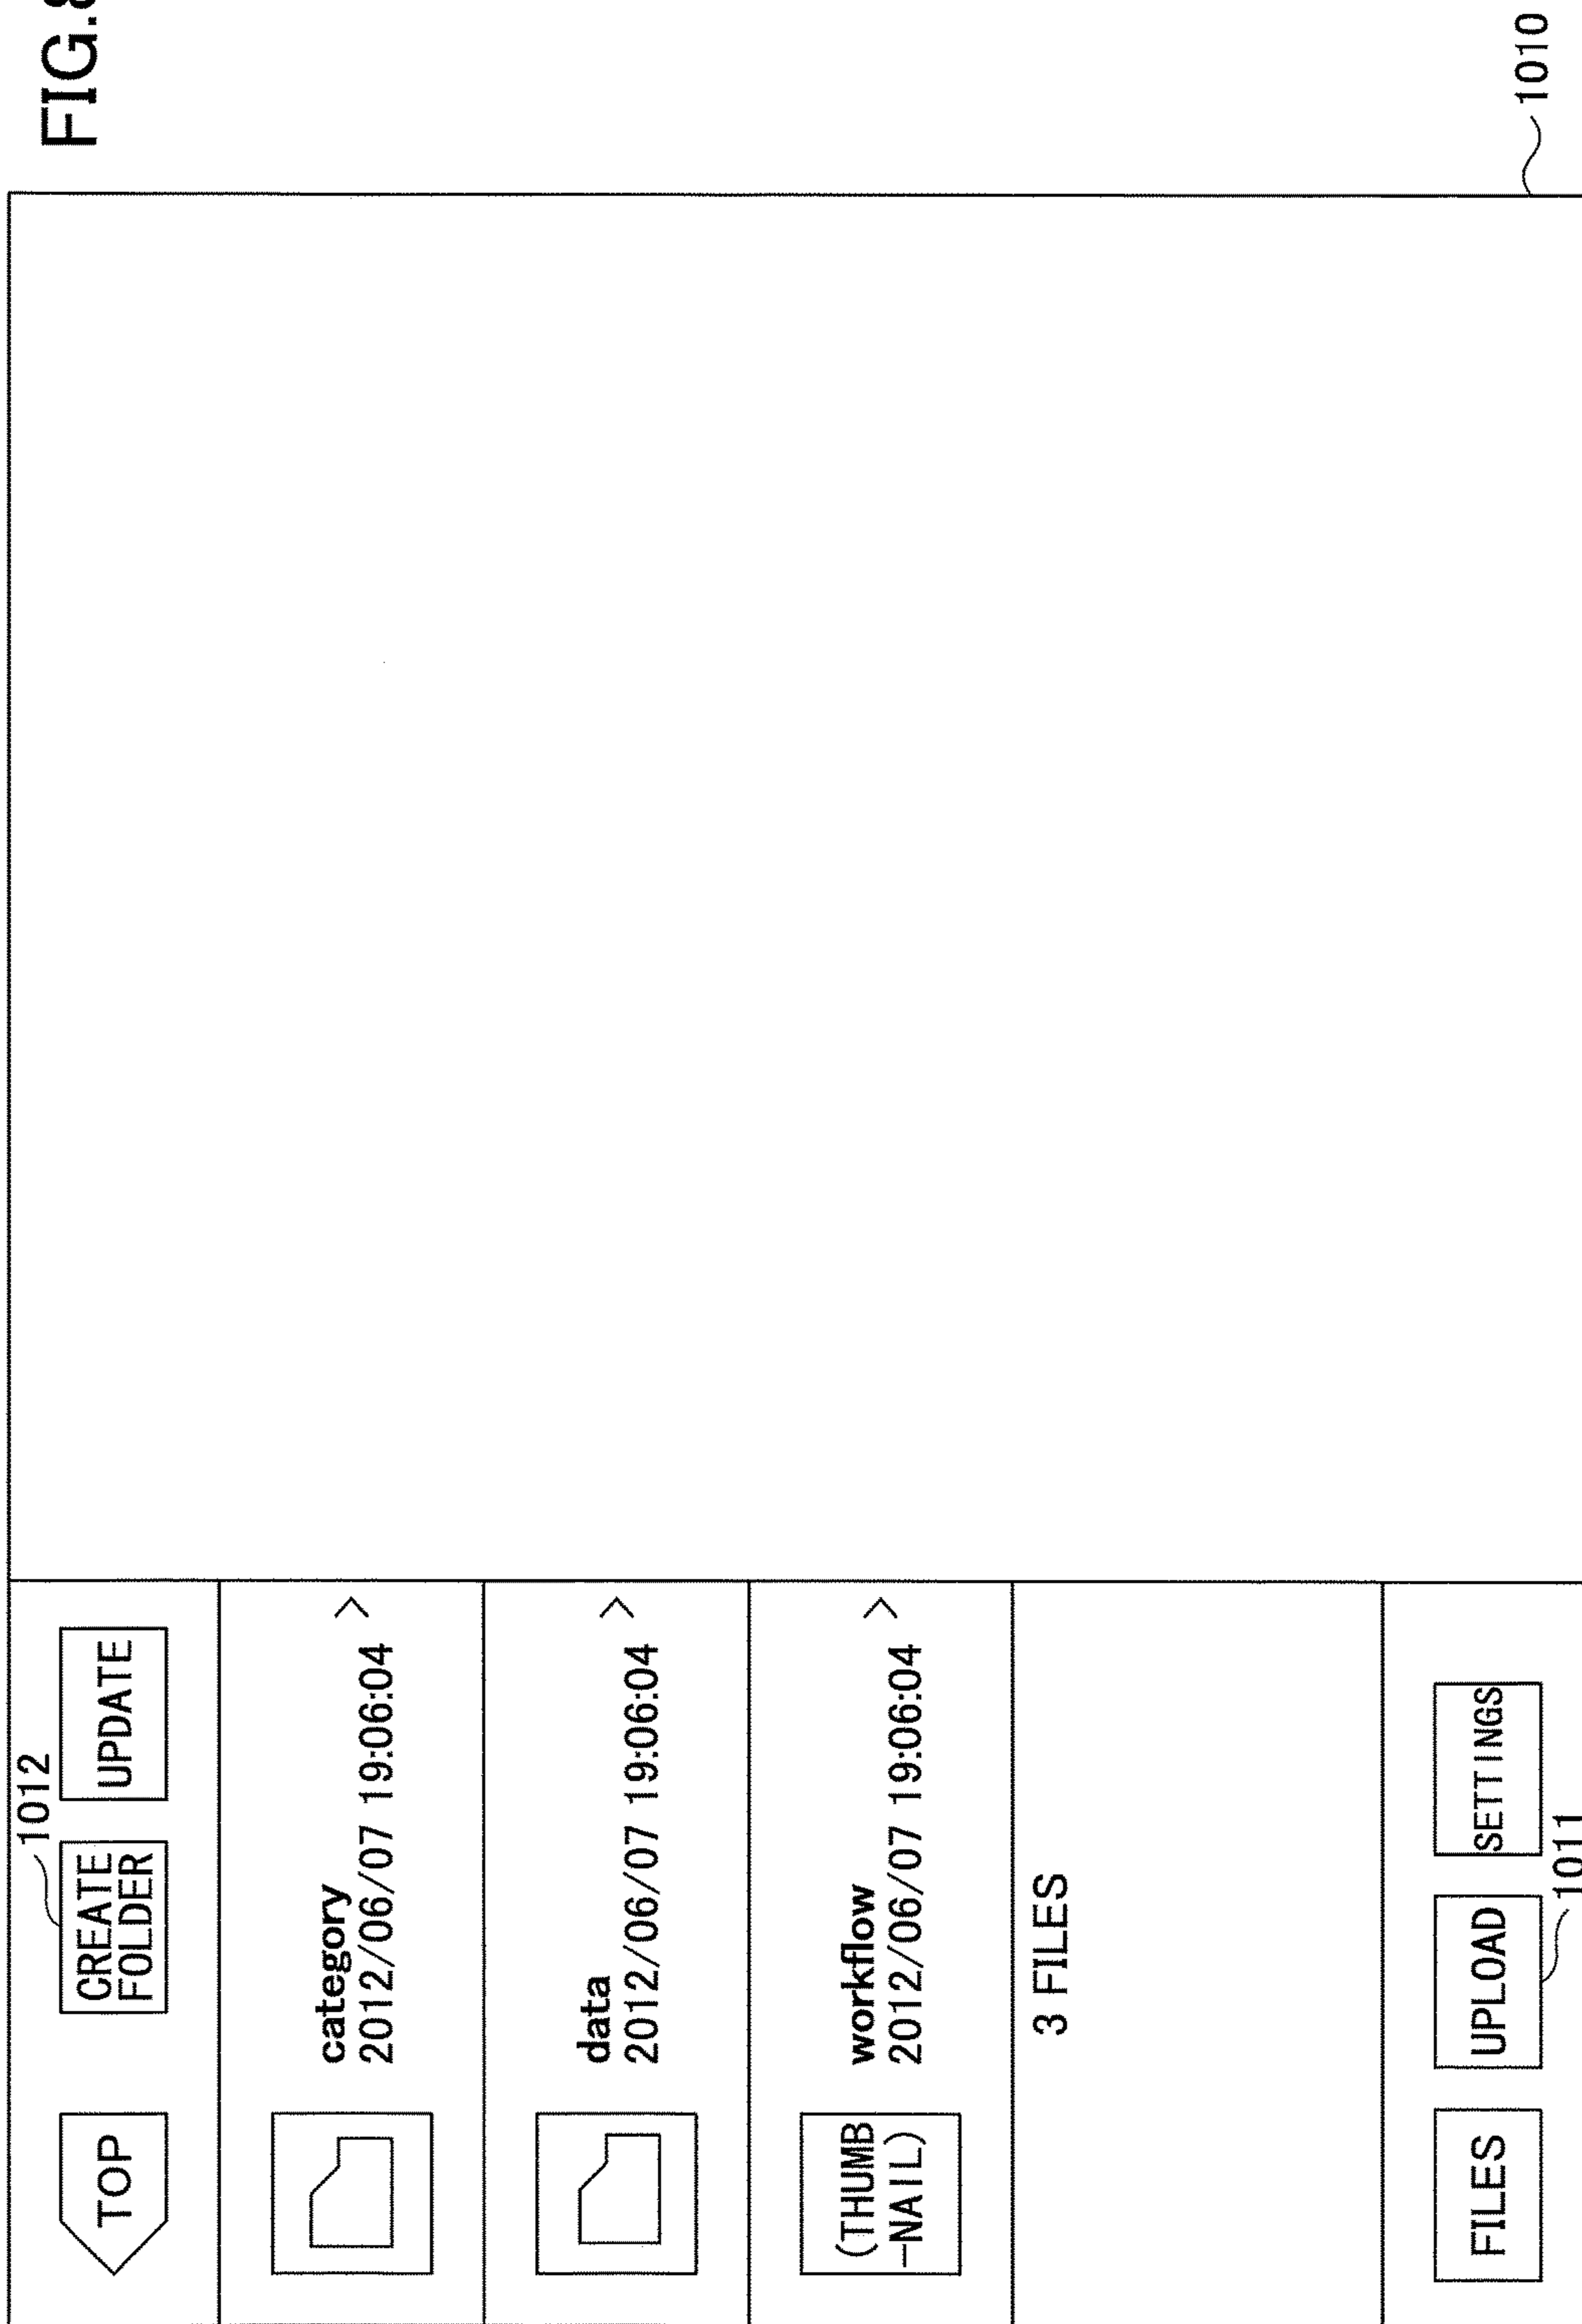 FIG.8
1012
TOP
CREATE
FOLDER
UPDATE
category
2012/06/07 19:06:04 >
data
2012/06/07 19:06:04 >
(THUMB
-NAIL)
workflow
2012/06/07 19:06:04 >
3 FILES
FILES
UPLOAD
SETTINGS
1011
1010